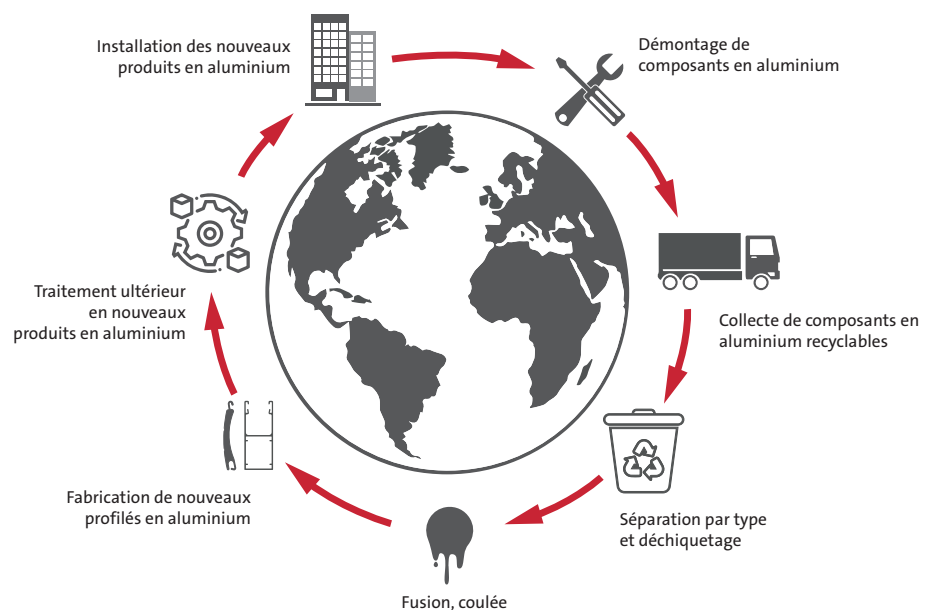 Installation des nouveaux
produits en aluminium
Démontage de
composants en aluminium
Collecte de composants en
aluminium recyclables
Séparation par type
et déchiquetage
Fusion, coulée
Fabrication de nouveaux
profilés en aluminium
Traitement ultérieur
en nouveaux
produits en aluminium